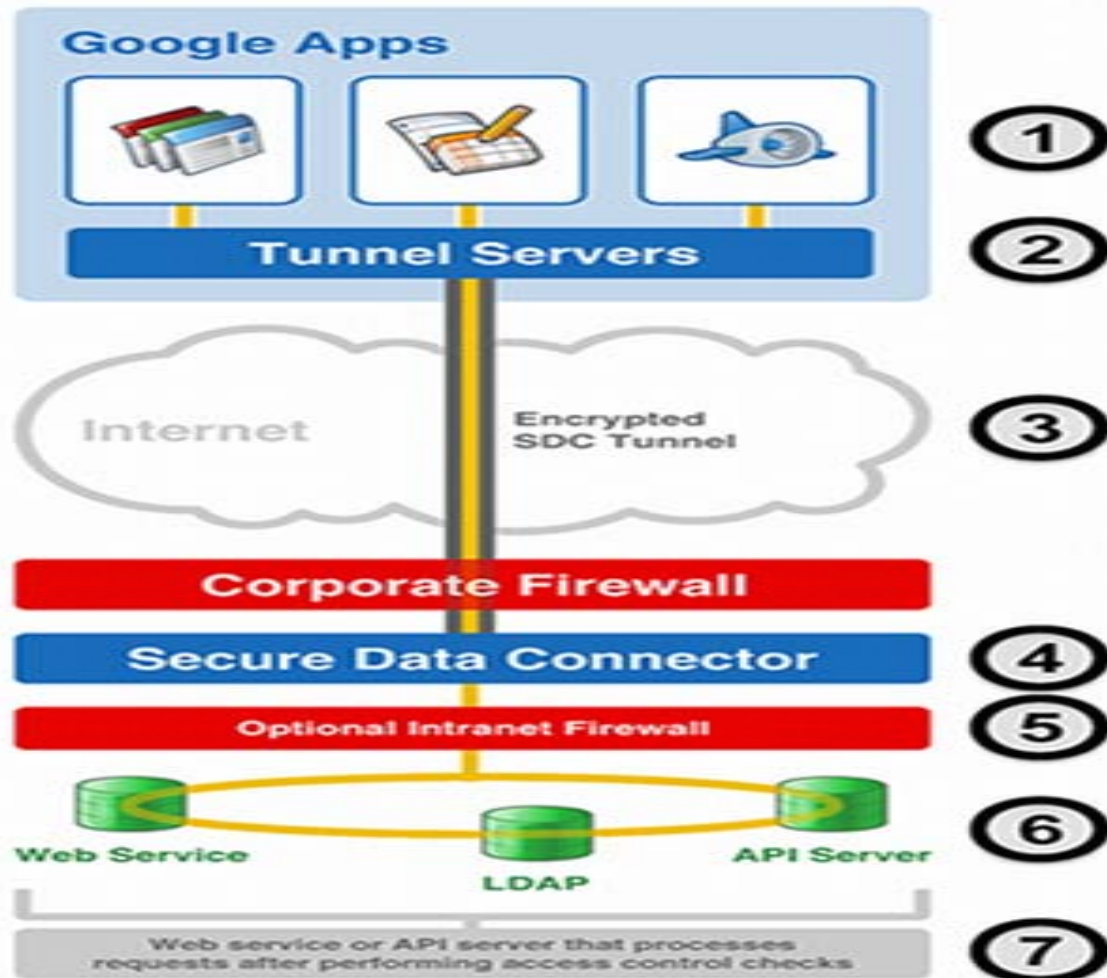 Google Apps
1
Tunnel Servers
2
Internet
Encrypted
SDC Tunnel
3
Corporate Firewall
Secure Data Connector
4
Optional Intranet Firewall
5
Web Service
LDAP
API Server
6
Web service or API server that processes
requests after performing access control checks
7